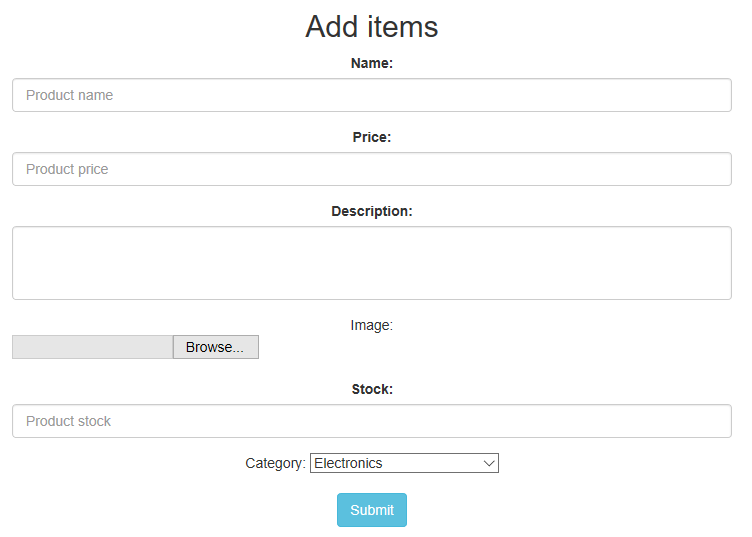 Add items
Name:
Product name
Price:
Product price
Description:
Image:
Browse...
Stock:
Product stock
Category: Electronics
Submit